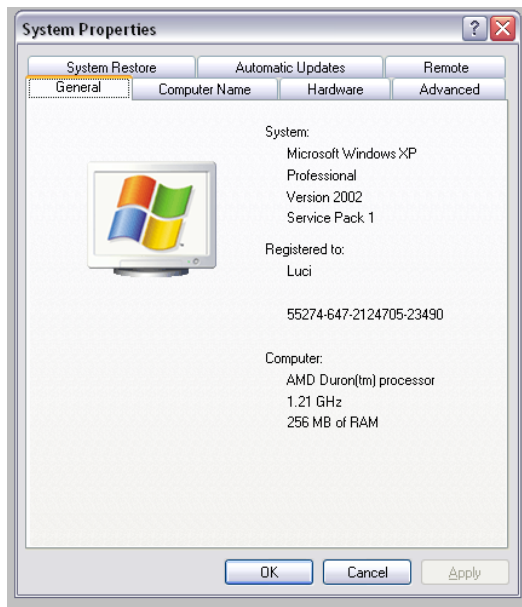 System Properties
System Restore Automatic Updates Remote
General Computer Name Hardware Advanced
System:
Microsoft Windows XP
Professional
Version 2002
Service Pack 1
Registered to:
Luci
55274-647-2124705-23490
Computer:
AMD Duron(tm) processor
1.21 GHz
256 MB of RAM
OK Cancel Apply